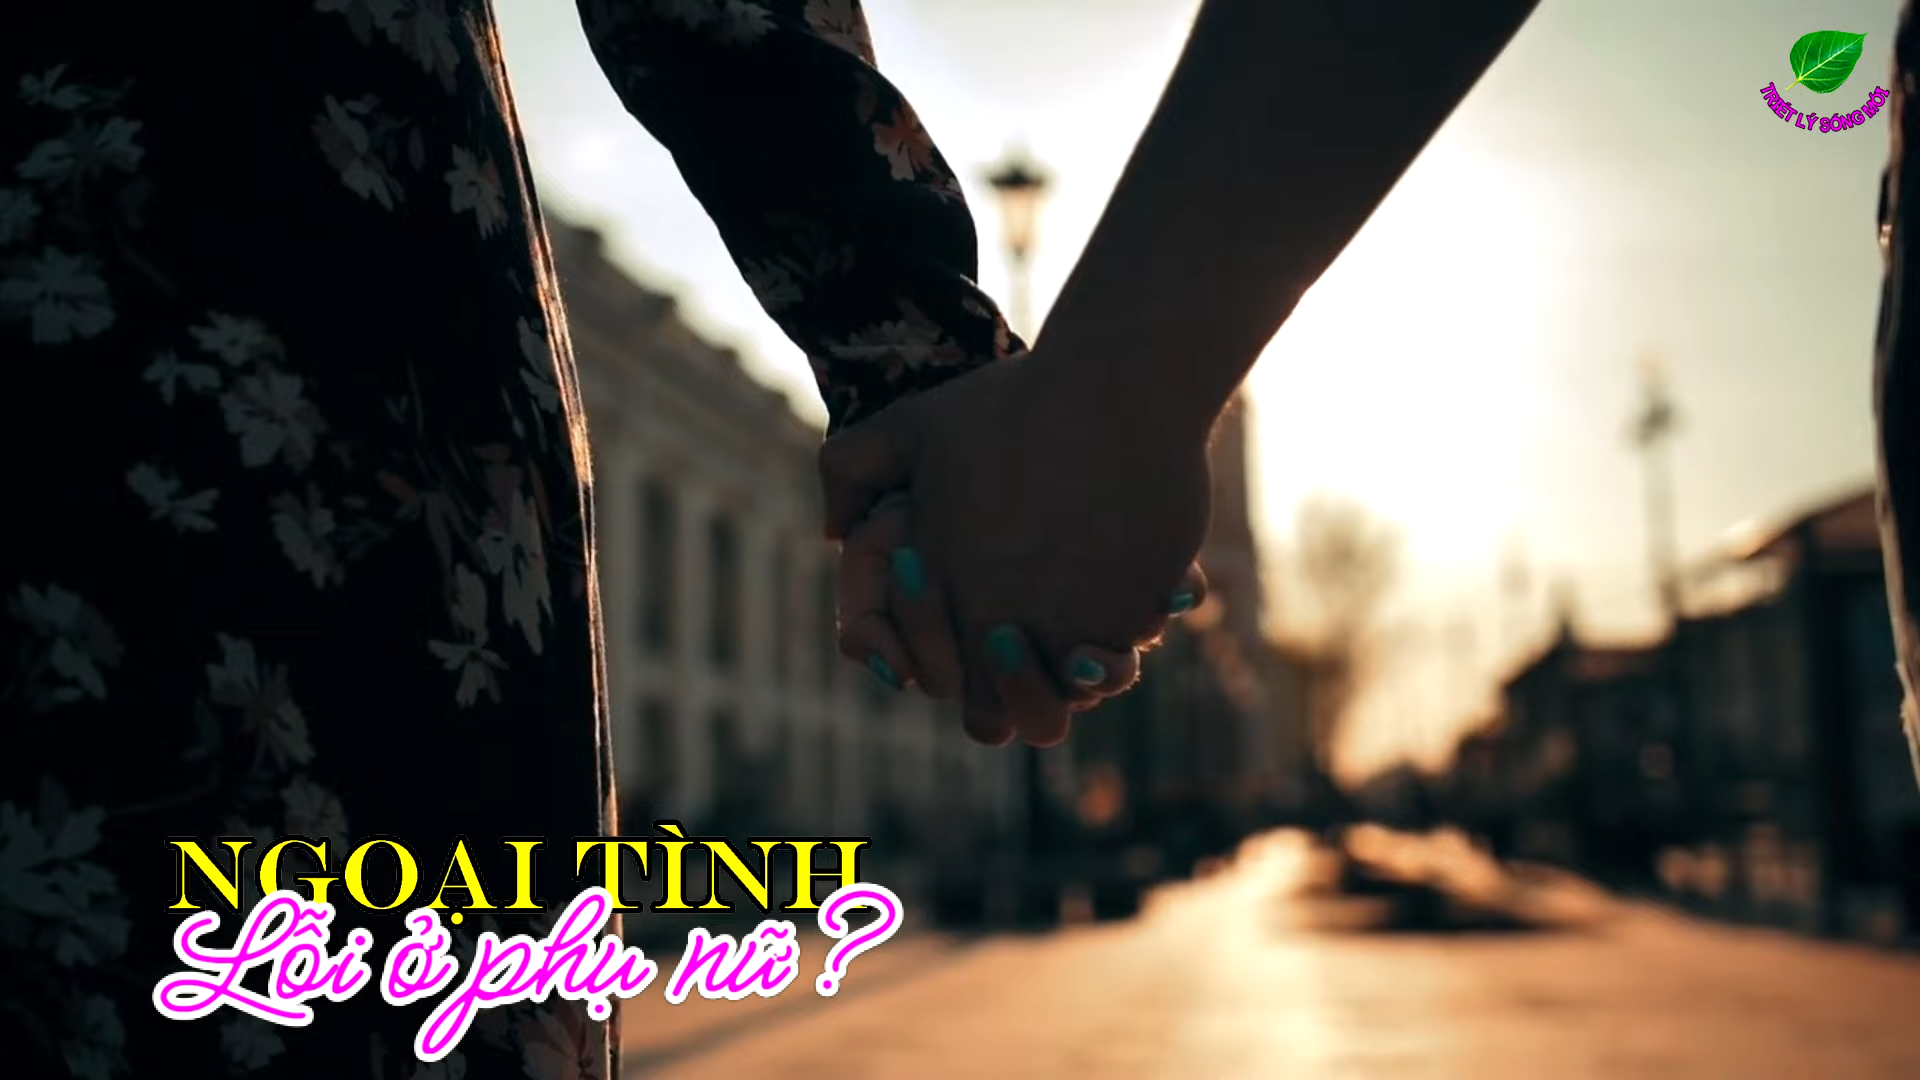 TRIẾT LÝ SỐNG MỚI
NGOẠI TÌNH
Lỗi ở phụ nữ?